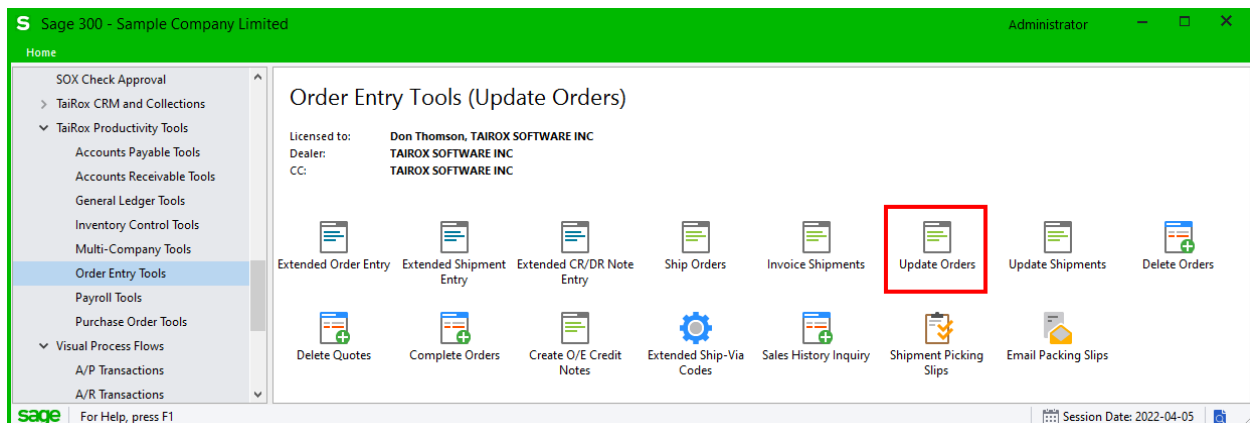 S Sage 300 - Sample Company Limited
Administrator
Home
SOX Check Approval
TaiRox CRM and Collections
TaiRox Productivity Tools
Accounts Payable Tools
Accounts Receivable Tools
General Ledger Tools
Inventory Control Tools
Multi-Company Tools
Order Entry Tools
Payroll Tools
Purchase Order Tools
Visual Process Flows
A/P Transactions
A/R Transactions
Order Entry Tools (Update Orders)
Licensed to: Don Thomson, TAIROX SOFTWARE INC
Dealer: TAIROX SOFTWARE INC
CC: TAIROX SOFTWARE INC
Extended Order Entry
Extended Shipment
Entry
Extended CR/DR Note
Entry
Ship Orders
Invoice Shipments
Update Orders
Update Shipments
Delete Orders
Delete Quotes
Complete Orders
Create O/E Credit
Notes
Extended Ship-Via
Codes
Sales History Inquiry
Shipment Picking
Slips
Email Packing Slips
sage For Help, press F1
Session Date: 2022-04-05